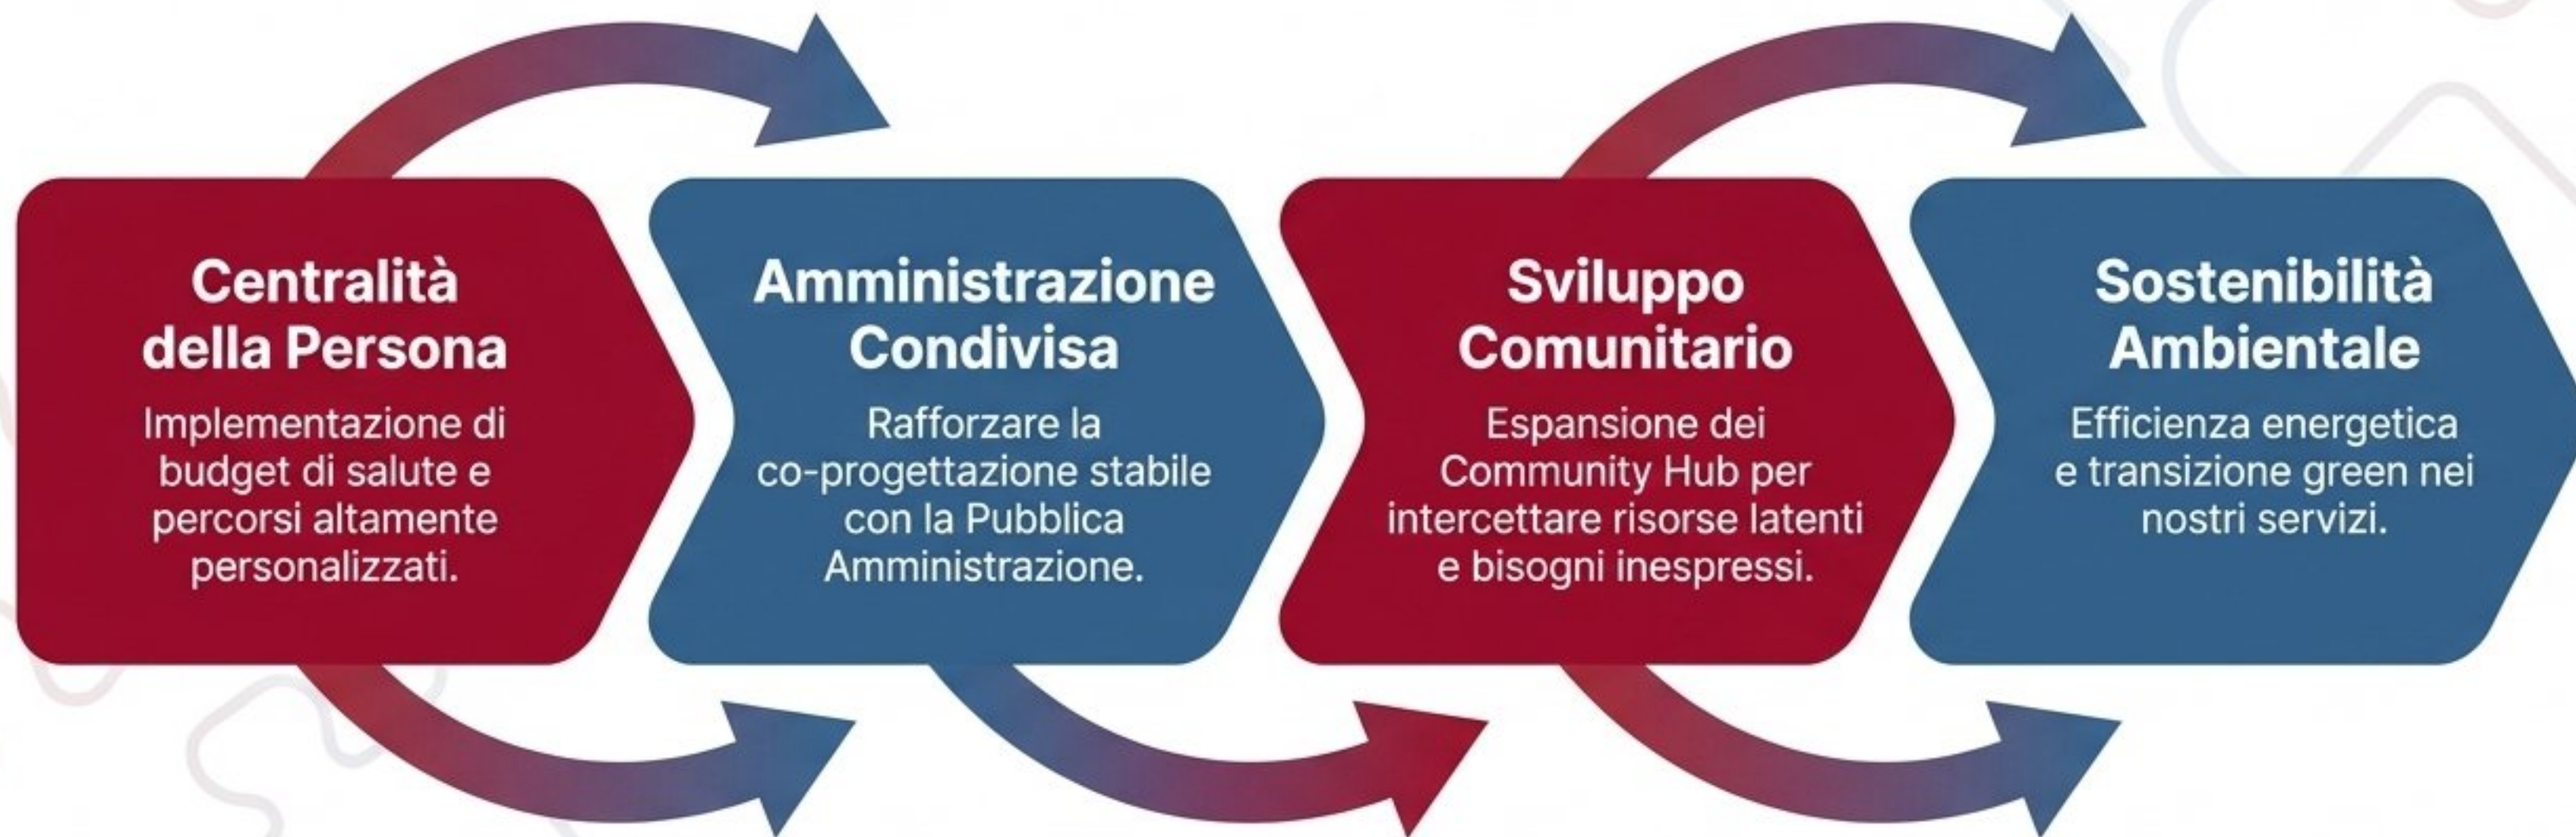 Centralità
della Persona
Implementazione di
budget di salute e
percorsi altamente
personalizzati.
Amministrazione
Condivisa
Rafforzare la
co-progettazione stabile
con la Pubblica
Amministrazione.
Sviluppo
Comunitario
Espansione dei
Community Hub per
intercettare risorse latenti
e bisogni inespressi.
Sostenibilità
Ambientale
Efficienza energetica
e transizione green nei
nostri servizi.